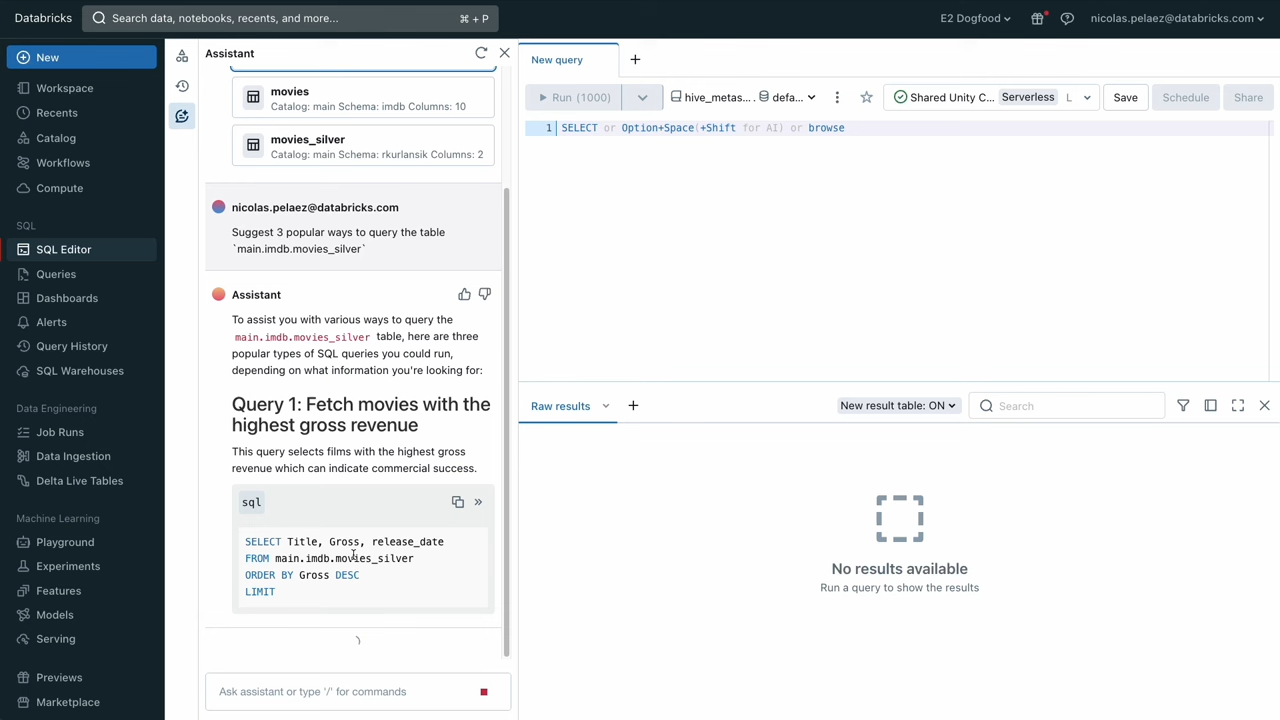 Databricks
Search data, notebooks, recents, and more...
⌘ + P
E2 Dogfood
nicolas.pelaez@databricks.com
New
Workspace
Recents
Catalog
Workflows
Compute
SQL
SQL Editor
Queries
Dashboards
Alerts
Query History
SQL Warehouses
Data Engineering
Job Runs
Data Ingestion
Delta Live Tables
Machine Learning
Playground
Experiments
Features
Models
Serving
Previews
Marketplace
Assistant
movies
Catalog: main Schema: imdb Columns: 10
movies_silver
Catalog: main Schema: rkurlansik Columns: 2
nicolas.pelaez@databricks.com
Suggest 3 popular ways to query the table
`main.imdb.movies_silver`
Assistant
To assist you with various ways to query the
main.imdb.movies_silver table, here are three
popular types of SQL queries you could run,
depending on what information you're looking for:
Query 1: Fetch movies with the
highest gross revenue
This query selects films with the highest gross
revenue which can indicate commercial success.
sql
SELECT Title, Gross, release_date
FROM main.imdb.movies_silver
ORDER BY Gross DESC
LIMIT
Ask assistant or type '/' for commands
New query
Run (1000)
hive_metas...
defa...
Shared Unity C...
Serverless
L
Save
Schedule
Share
1 SELECT or Option+Space(+Shift for AI) or browse
Raw results
New result table: ON
Search
No results available
Run a query to show the results